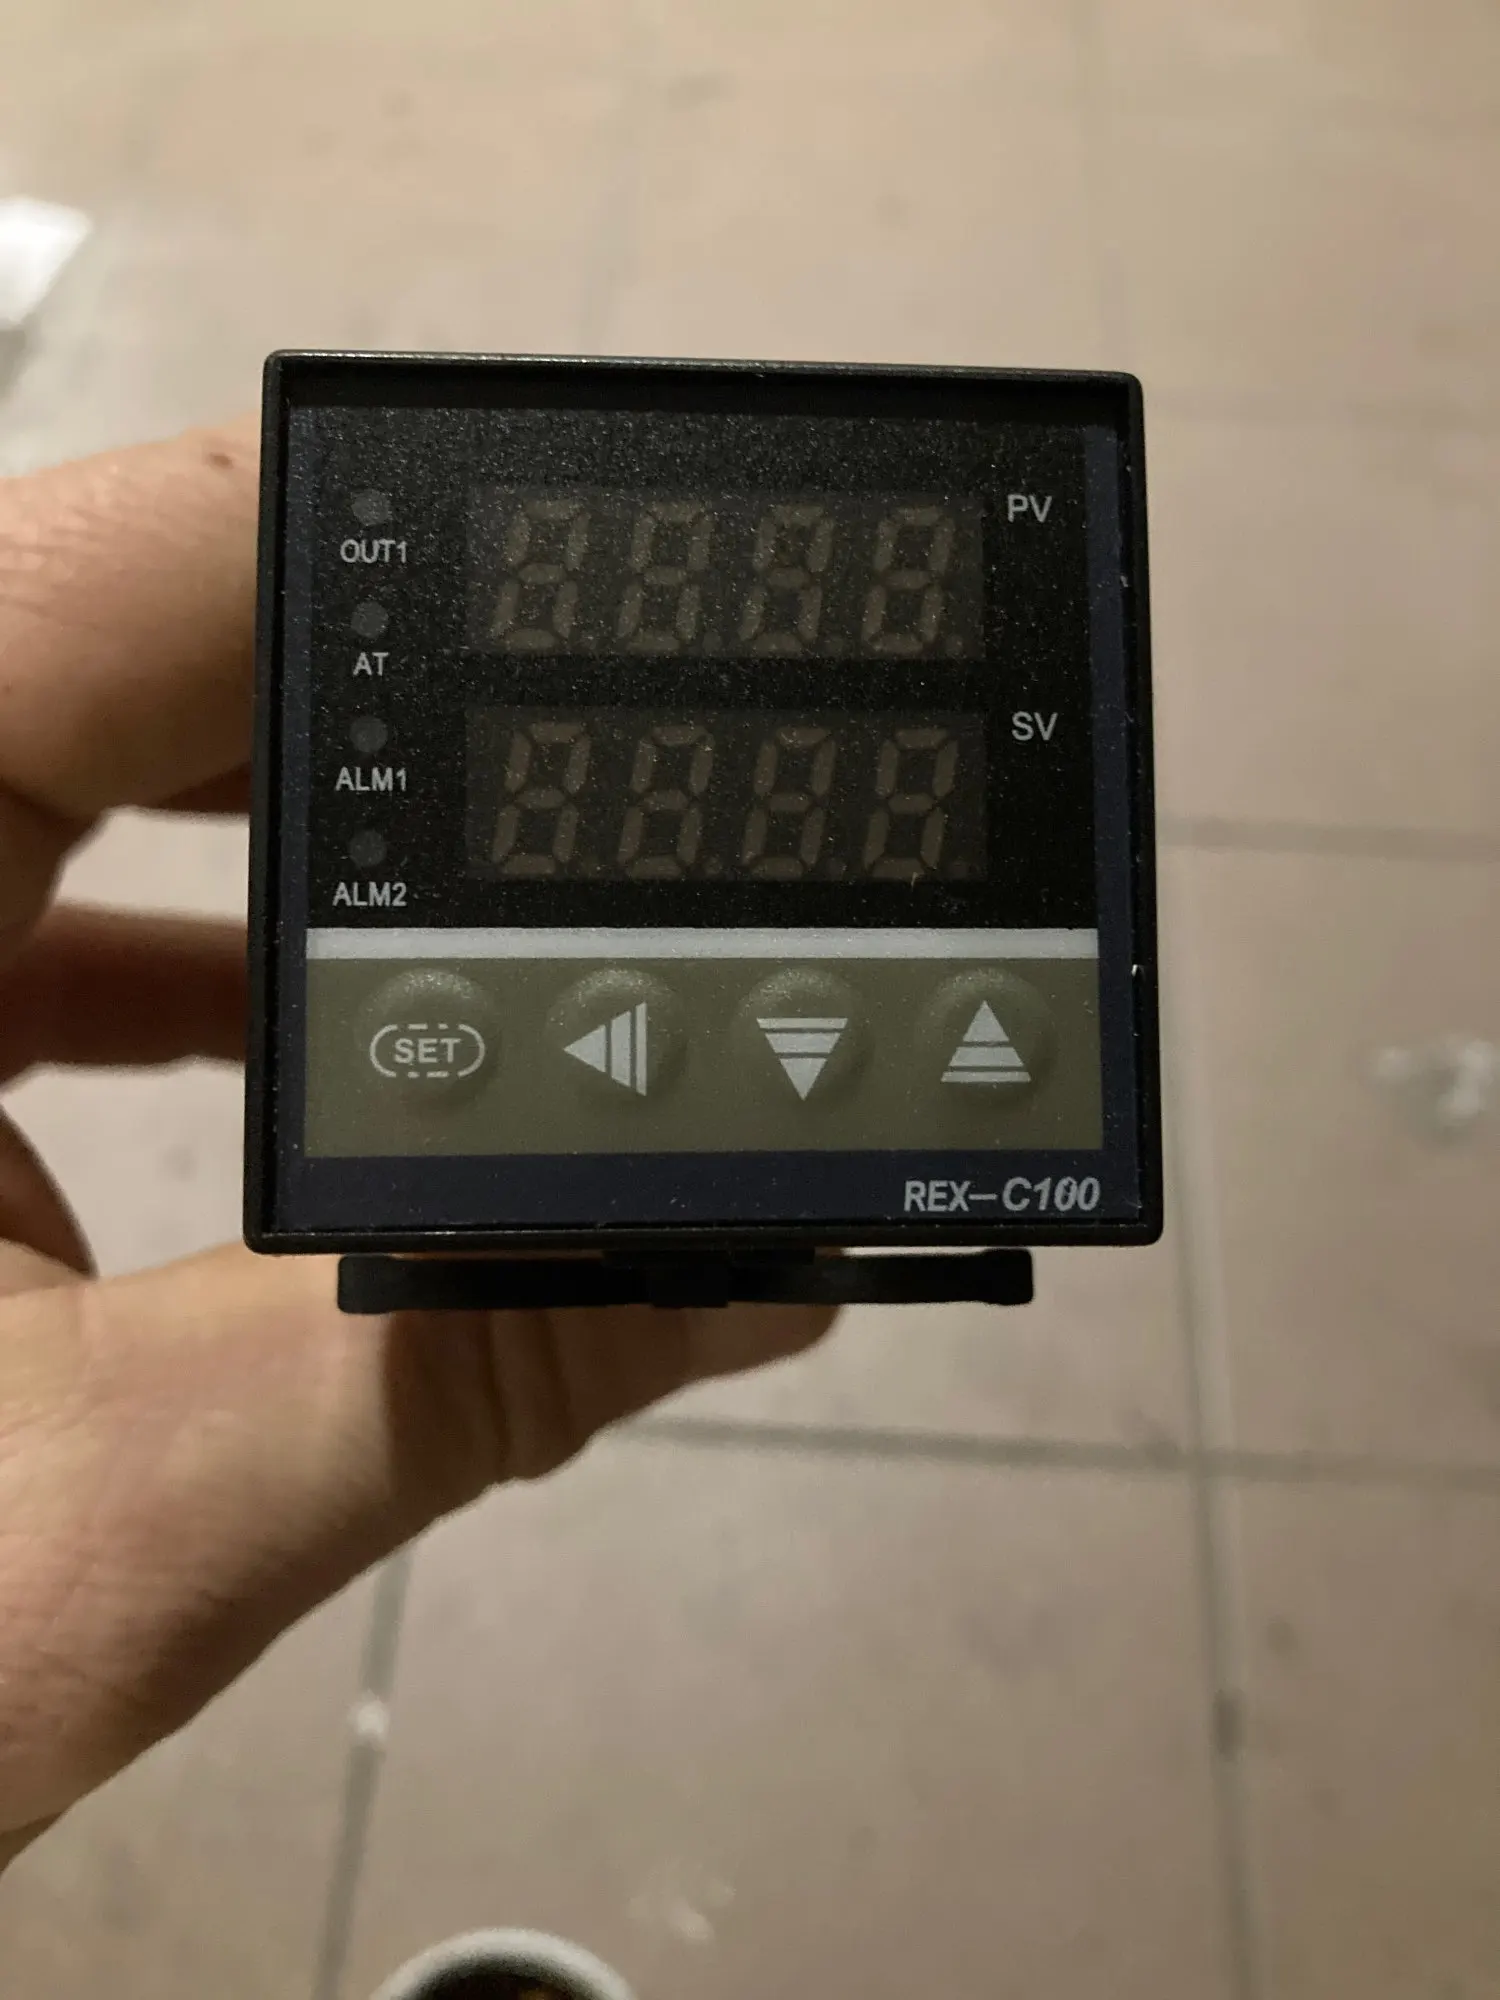 PV
OUT1
AT
SV
ALM1
ALM2
SET
REX-C100